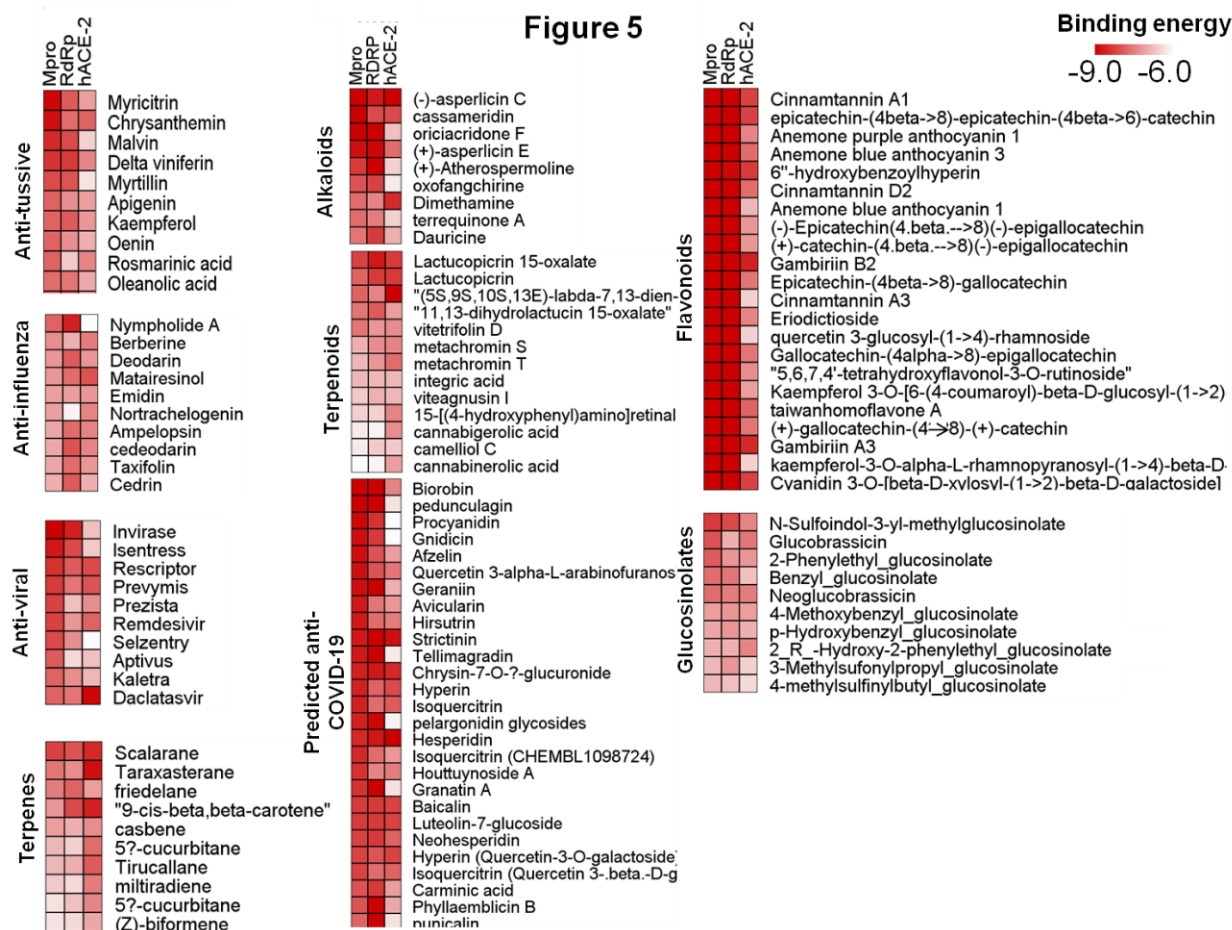 Figure 5
Binding energy
-9.0 -6.0
Mpro
RdRp
hACE-2
Anti-tussive
Myricitrin
Chrysanthemin
Malvin
Delta viniferin
Myrtillin
Apigenin
Kaempferol
Oenin
Rosmarinic acid
Oleanolic acid
Anti-influenza
Nympholide A
Berberine
Deodarin
Matairesinol
Emidin
Nortrachelogenin
Ampelopsin
cedeodarin
Taxifolin
Cedrin
Anti-viral
Invirase
Isentress
Rescriptor
Prevymis
Prezista
Remdesivir
Selzentry
Aptivus
Kaletra
Daclatasvir
Terpenes
Scalarane
Taraxasterane
friedelane
"9-cis-beta,beta-carotene"
casbene
5?-cucurbitane
Tirucallane
miltiradiene
5?-cucurbitane
(Z)-biformene
Mpro
RDRP
hACE-2
Alkaloids
(-)-asperlicin C
cassameridin
oriciacridone F
(+)-asperlicin E
(+)-Atherospermoline
oxofangchirine
Dimethamine
terrequinone A
Dauricine
Terpenoids
Lactucopicrin 15-oxalate
Lactucopicrin
"(5S,9S,10S,13E)-labda-7,13-dien-
"11,13-dihydrolactucin 15-oxalate"
vitetrifolin D
metachromin S
metachromin T
integric acid
viteagnusin I
15-[(4-hydroxyphenyl)amino]retinal
cannabigerolic acid
camelliol C
cannabinerolic acid
Predicted anti-
COVID-19
Biorobin
pedunculagin
Procyanidin
Gnidicin
Afzelin
Quercetin 3-alpha-L-arabinofuranos
Geraniin
Avicularin
Hirsutrin
Strictinin
Tellimagradin
Chrysin-7-O-?-glucuronide
Hyperin
Isoquercitrin
pelargonidin glycosides
Hesperidin
Isoquercitrin (CHEMBL1098724)
Houttuynoside A
Granatin A
Baicalin
Luteolin-7-glucoside
Neohesperidin
Hyperin (Quercetin-3-O-galactoside)
Isoquercitrin (Quercetin 3-.beta.-D-g
Carminic acid
Phyllaemblicin B
punicalin
Mpro
RdRp
hACE-2
Flavonoids
Cinnamtannin A1
epicatechin-(4beta->8)-epicatechin-(4beta->6)-catechin
Anemone purple anthocyanin 1
Anemone blue anthocyanin 3
6"-hydroxybenzoylhyperin
Cinnamtannin D2
Anemone blue anthocyanin 1
(-)-Epicatechin(4.beta.-->8)(-)-epigallocatechin
(+)-catechin-(4.beta.-->8)(-)-epigallocatechin
Gambiriin B2
Epicatechin-(4beta->8)-gallocatechin
Cinnamtannin A3
Eriodictioside
quercetin 3-glucosyl-(1->4)-rhamnoside
Gallocatechin-(4alpha->8)-epigallocatechin
"5,6,7,4'-tetrahydroxyflavonol-3-O-rutinoside"
Kaempferol 3-O-[6-(4-coumaroyl)-beta-D-glucosyl-(1->2)
taiwanhomoflavone A
(+)-gallocatechin-(4→8)-(+)-catechin
Gambiriin A3
kaempferol-3-O-alpha-L-rhamnopyranosyl-(1->4)-beta-D-
Cyanidin 3-O-[beta-D-xylosyl-(1->2)-beta-D-galactoside]
Glucosinolates
N-Sulfoindol-3-yl-methylglucosinolate
Glucobrassicin
2-Phenylethyl_glucosinolate
Benzyl_glucosinolate
Neoglucobrassicin
4-Methoxybenzyl_glucosinolate
p-Hydroxybenzyl_glucosinolate
2_R_-Hydroxy-2-phenylethyl_glucosinolate
3-Methylsufonylpropyl_glucosinolate
4-methylsulfinylbutyl_glucosinolate